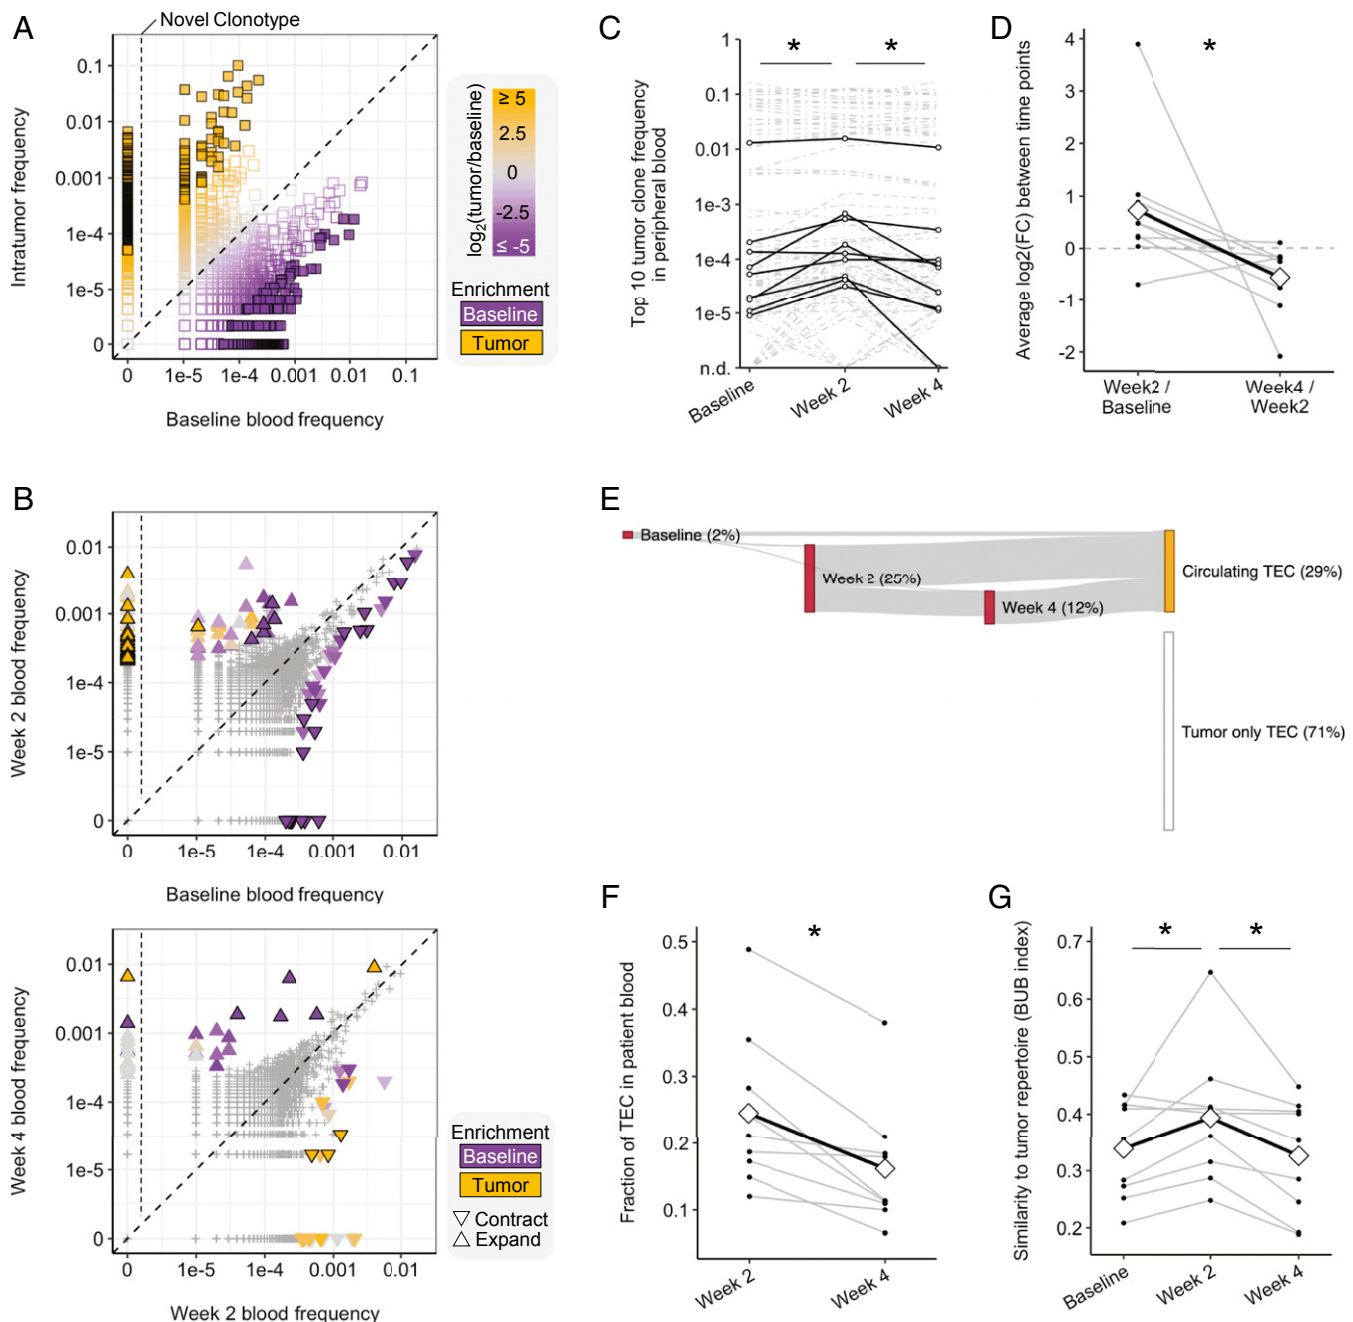 A
Novel Clonotype
Intratumor frequency
0.1
0.01
0.001
1e-4
1e-5
0
0
1e-5
1e-4
0.001
0.01
0.1
Baseline blood frequency
log2(tumor/baseline)
≥ 5
2.5
0
-2.5
≤ -5
Enrichment
Baseline
Tumor
B
Week 2 blood frequency
0.01
0.001
1e-4
1e-5
0
0
1e-5
1e-4
0.001
0.01
Baseline blood frequency
Week 4 blood frequency
0.01
0.001
1e-4
1e-5
0
0
1e-5
1e-4
0.001
0.01
Week 2 blood frequency
Enrichment
Baseline
Tumor
Contract
Expand
C
Top 10 tumor clone frequency
in peripheral blood
1
0.1
0.01
1e-3
1e-4
1e-5
n.d.
*
*
Baseline
Week 2
Week 4
D
Average log2(FC) between time points
4
3
2
1
0
-1
-2
*
Week2 /
Baseline
Week4 /
Week2
E
Baseline (2%)
Week 2 (25%)
Week 4 (12%)
Circulating TEC (29%)
Tumor only TEC (71%)
F
Fraction of TEC in patient blood
0.5
0.4
0.3
0.2
0.1
*
Week 2
Week 4
G
Similarity to tumor repertoire (BUB index)
0.7
0.6
0.5
0.4
0.3
0.2
*
*
Baseline
Week 2
Week 4